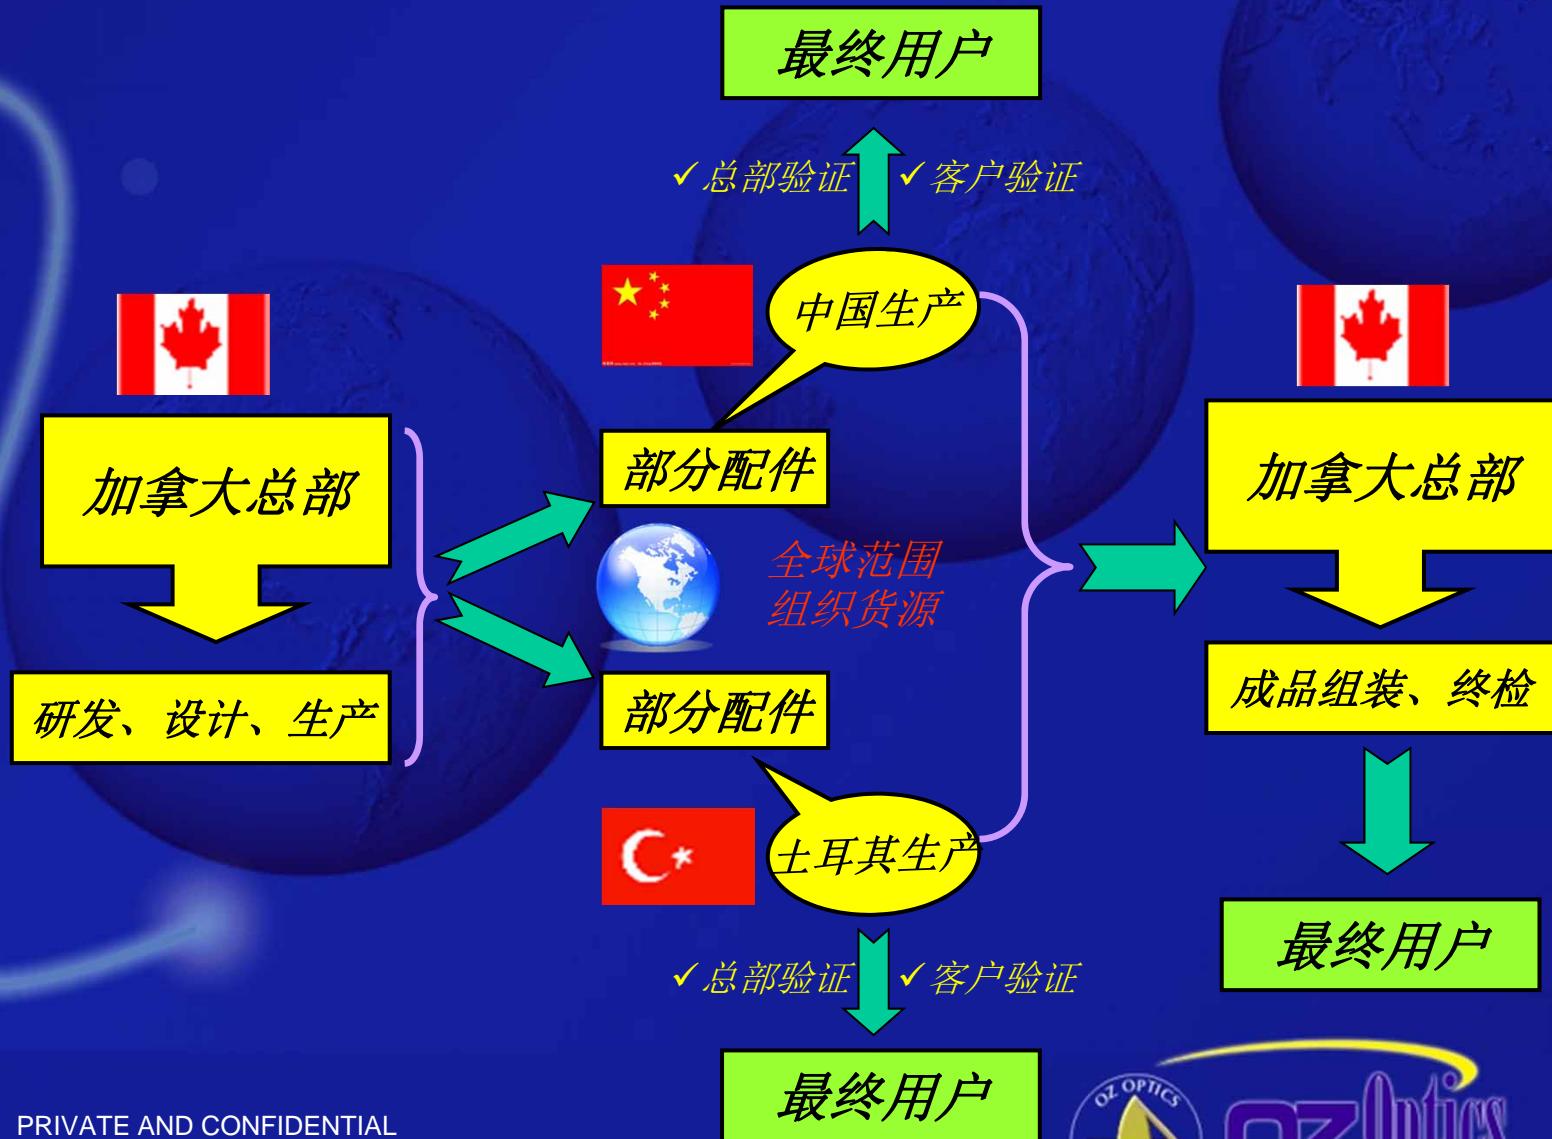 最终用户
✓总部验证 ✓客户验证
中国生产
加拿大总部
研发、设计、生产
部分配件
全球范围
组织货源
部分配件
土耳其生产
✓总部验证 ✓客户验证
最终用户
加拿大总部
成品组装、终检
最终用户
PRIVATE AND CONFIDENTIAL
OZ OPTICS
OZ Optics